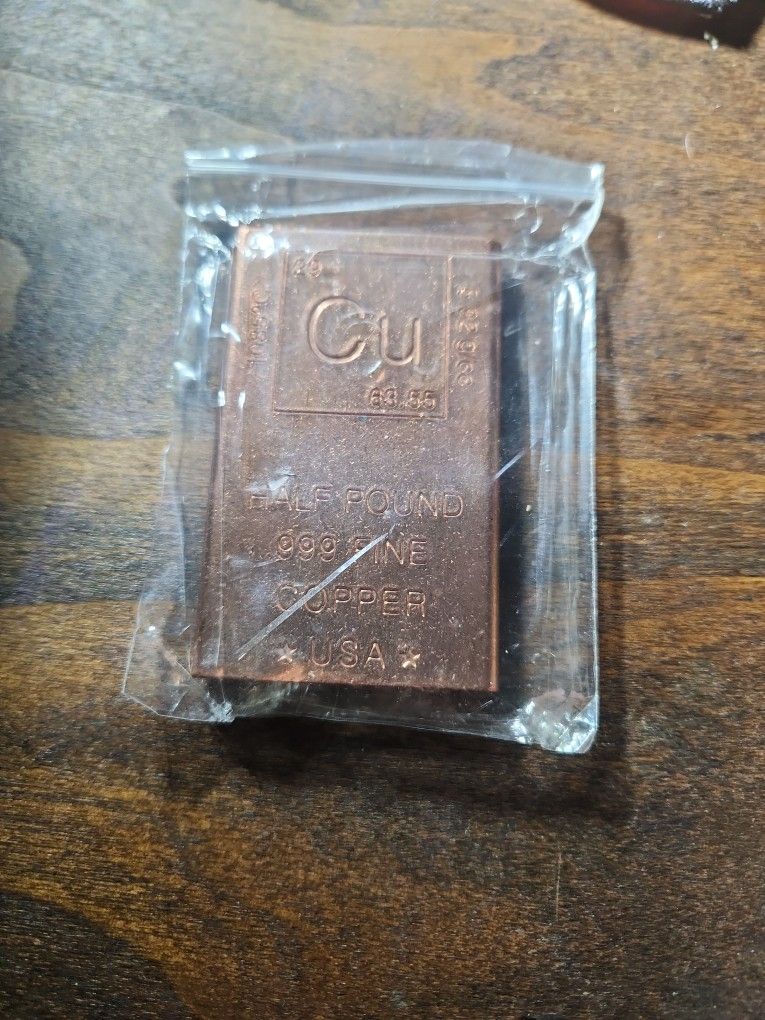 29
Cu
63.55
HALF POUND
999 FINE
COPPER
★ USA ★